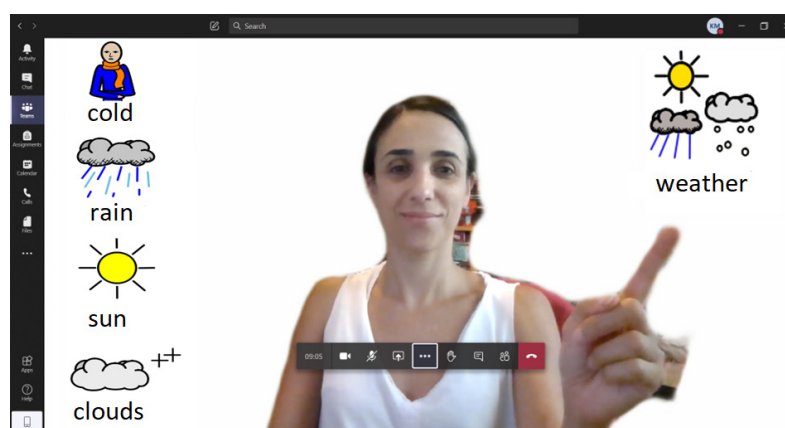 Search
KM
Activity
Chat
Teams
Assignments
Calendar
Calls
Files
Apps
Help
cold
rain
sun
clouds
weather
09:05